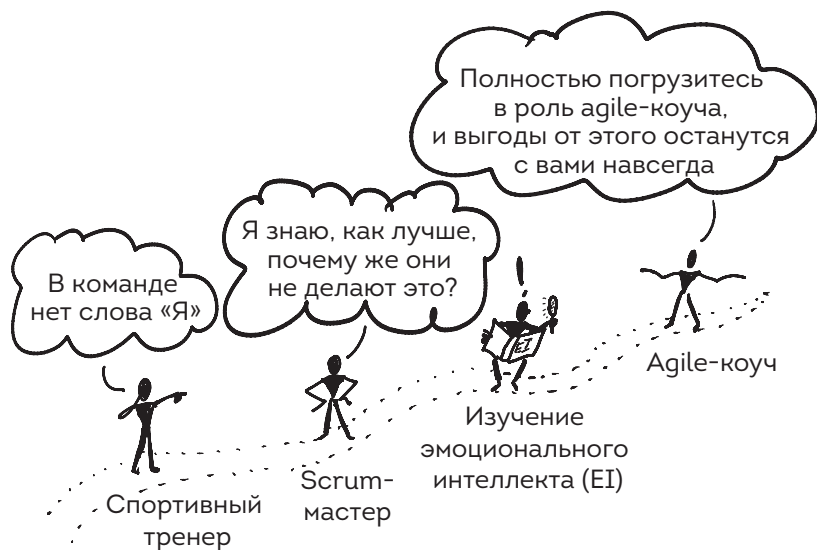 Полностью погрузитесь
в роль agile-коуча,
и выгоды от этого останутся
с вами навсегда
Я знаю, как лучше,
почему же они
не делают это?
В команде
нет слова «Я»
EI
Agile-коуч
Изучение
эмоционального
интеллекта (EI)
Scrum-
мастер
Спортивный
тренер